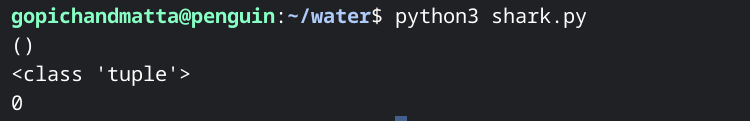 gopichandmatta@penguin:~/water$ python3 shark.py
()
<class 'tuple'>
0